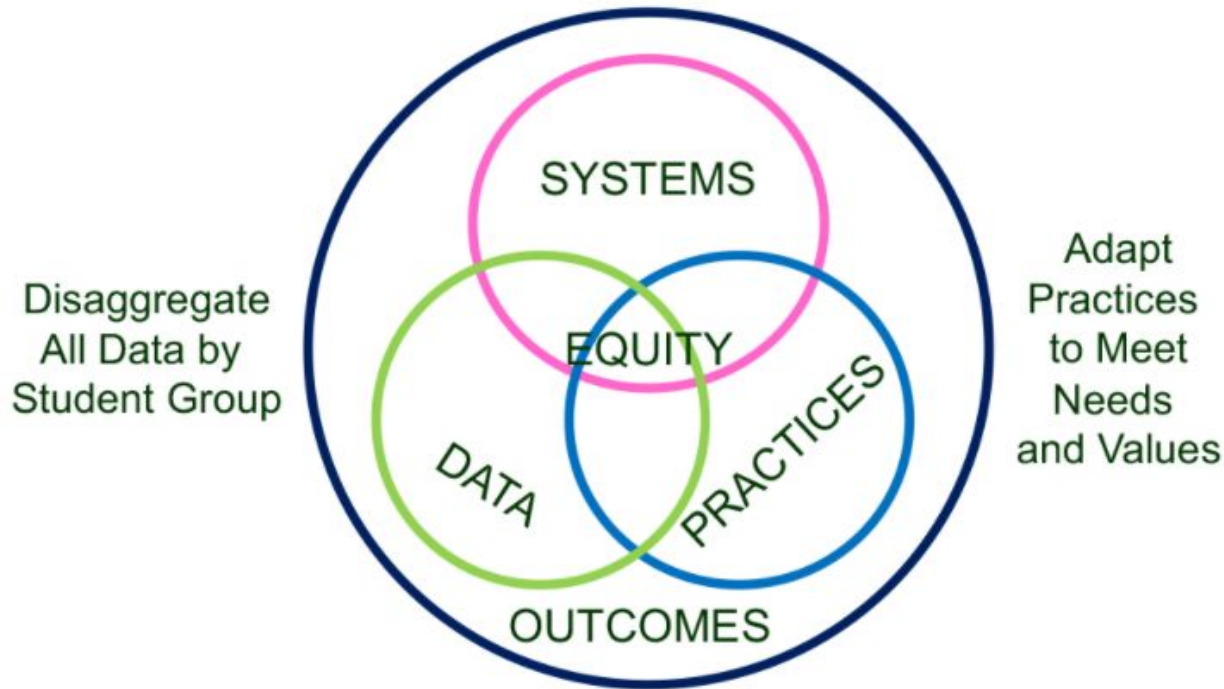 SYSTEMS
Disaggregate
All Data by
Student Group
EQUITY
DATA
PRACTICES
OUTCOMES
Adapt
Practices
to Meet
Needs
and Values